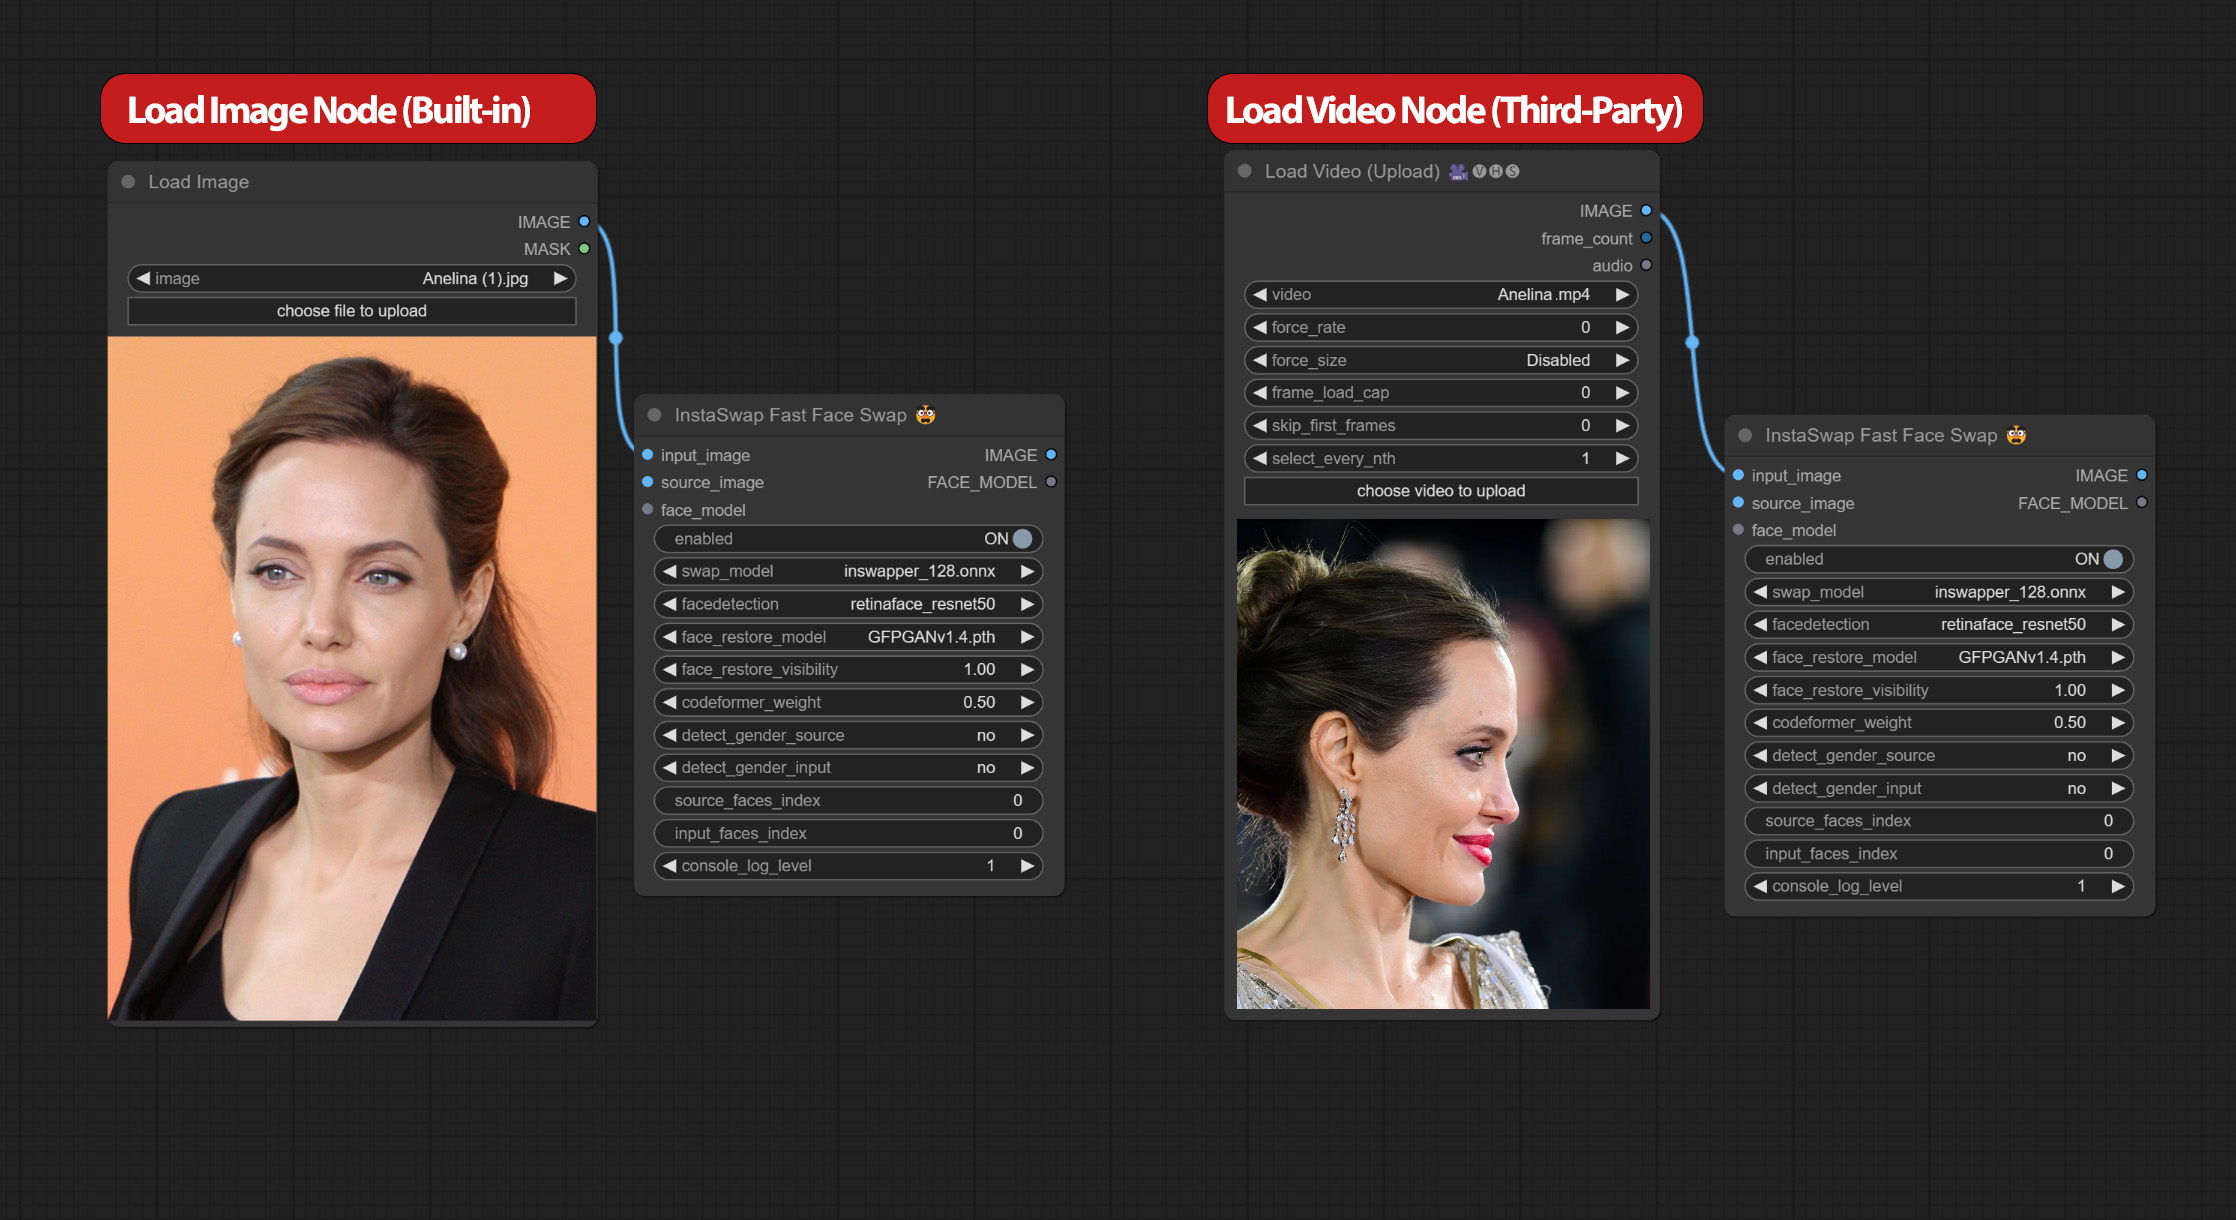 Load Image Node (Built-in)
Load Image
IMAGE
MASK
image Anelina (1).jpg
choose file to upload
InstaSwap Fast Face Swap
input_image IMAGE
source_image FACE_MODEL
face_model
enabled ON
swap_model inswapper_128.onnx
facedetection retinaface_resnet50
face_restore_model GFPGANv1.4.pth
face_restore_visibility 1.00
codeformer_weight 0.50
detect_gender_source no
detect_gender_input no
source_faces_index 0
input_faces_index 0
console_log_level 1
Load Video Node (Third-Party)
Load Video (Upload) VHS
IMAGE
frame_count
audio
video Anelina .mp4
force_rate 0
force_size Disabled
frame_load_cap 0
skip_first_frames 0
select_every_nth 1
choose video to upload
InstaSwap Fast Face Swap
input_image IMAGE
source_image FACE_MODEL
face_model
enabled ON
swap_model inswapper_128.onnx
facedetection retinaface_resnet50
face_restore_model GFPGANv1.4.pth
face_restore_visibility 1.00
codeformer_weight 0.50
detect_gender_source no
detect_gender_input no
source_faces_index 0
input_faces_index 0
console_log_level 1